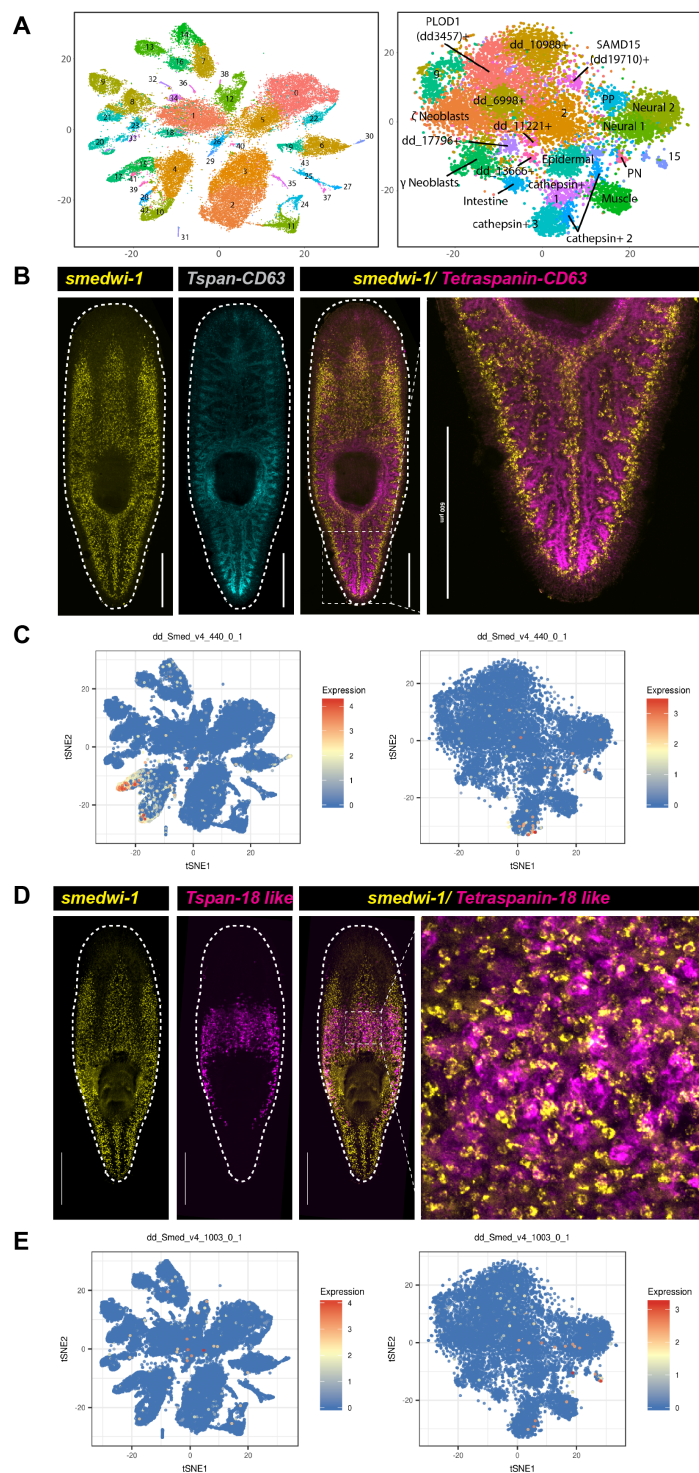 A
20
0
-20
-20
0
20
14
13
7
16
9
32
36
38
34
12
0
8
1
5
22
21
23
33
18
26
40
20
29
19
6
30
43
4
3
35
25
27
17
41
39
28
2
37
24
42
10
11
31
PLOD1
(dd3457)+
dd_10988+
SAMD15
(dd19710)+
9
PP
Neural 2
dd_6998+
ζ Neoblasts
2
Neural 1
dd_11221+
dd_17796+
Epidermal
15
dd_13666+
PN
γ Neoblasts
cathepsin+
1
Intestine
Muscle
cathepsin+ 3
cathepsin+ 2
20
0
-20
-20
0
20
B
smedwi-1
Tspan-CD63
smedwi-1/ Tetraspanin-CD63
600 µm
C
dd_Smed_v4_440_0_1
tSNE2
20
0
-20
-20
0
20
tSNE1
Expression
4
3
2
1
0
dd_Smed_v4_440_0_1
tSNE2
20
0
-20
-20
0
20
tSNE1
Expression
3
2
1
0
D
smedwi-1
Tspan-18 like
smedwi-1/ Tetraspanin-18 like
E
dd_Smed_v4_1003_0_1
tSNE2
20
0
-20
-20
0
20
tSNE1
Expression
4
3
2
1
0
dd_Smed_v4_1003_0_1
tSNE2
20
0
-20
-20
0
20
tSNE1
Expression
3
2
1
0